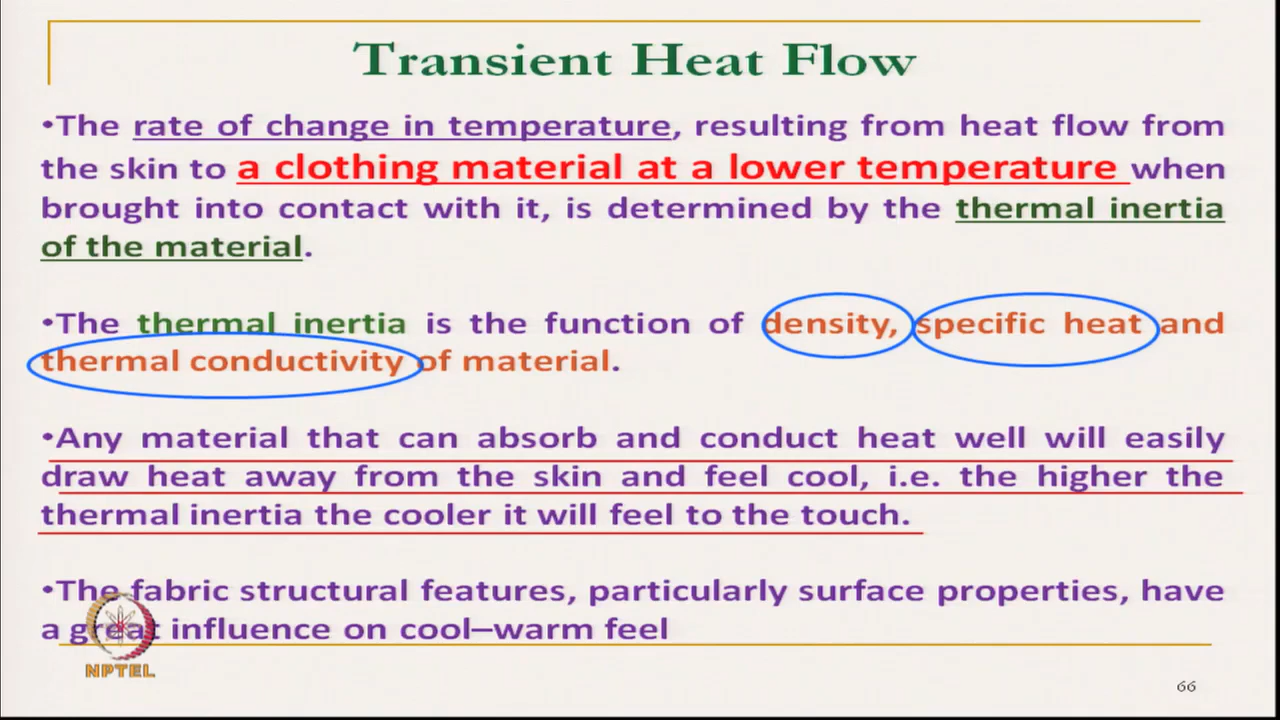 Transient Heat Flow
•The rate of change in temperature, resulting from heat flow from
the skin to a clothing material at a lower temperature when
brought into contact with it, is determined by the thermal inertia
of the material.
•The thermal inertia is the function of density, specific heat and
thermal conductivity of material.
•Any material that can absorb and conduct heat well will easily
draw heat away from the skin and feel cool, i.e. the higher the
thermal inertia the cooler it will feel to the touch.
•The fabric structural features, particularly surface properties, have
a great influence on cool–warm feel
NPTEL
66